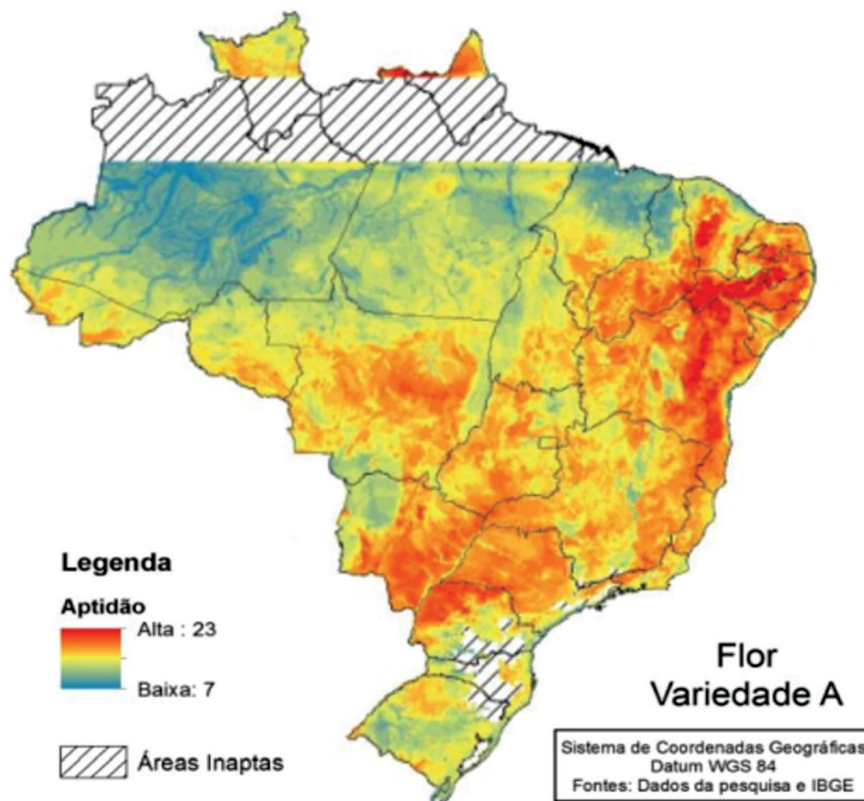 Legenda
Aptidão
Alta : 23
Baixa: 7
Áreas Inaptas
Flor
Variedade A
Sistema de Coordenadas Geográficas
Datum WGS 84
Fontes: Dados da pesquisa e IBGE